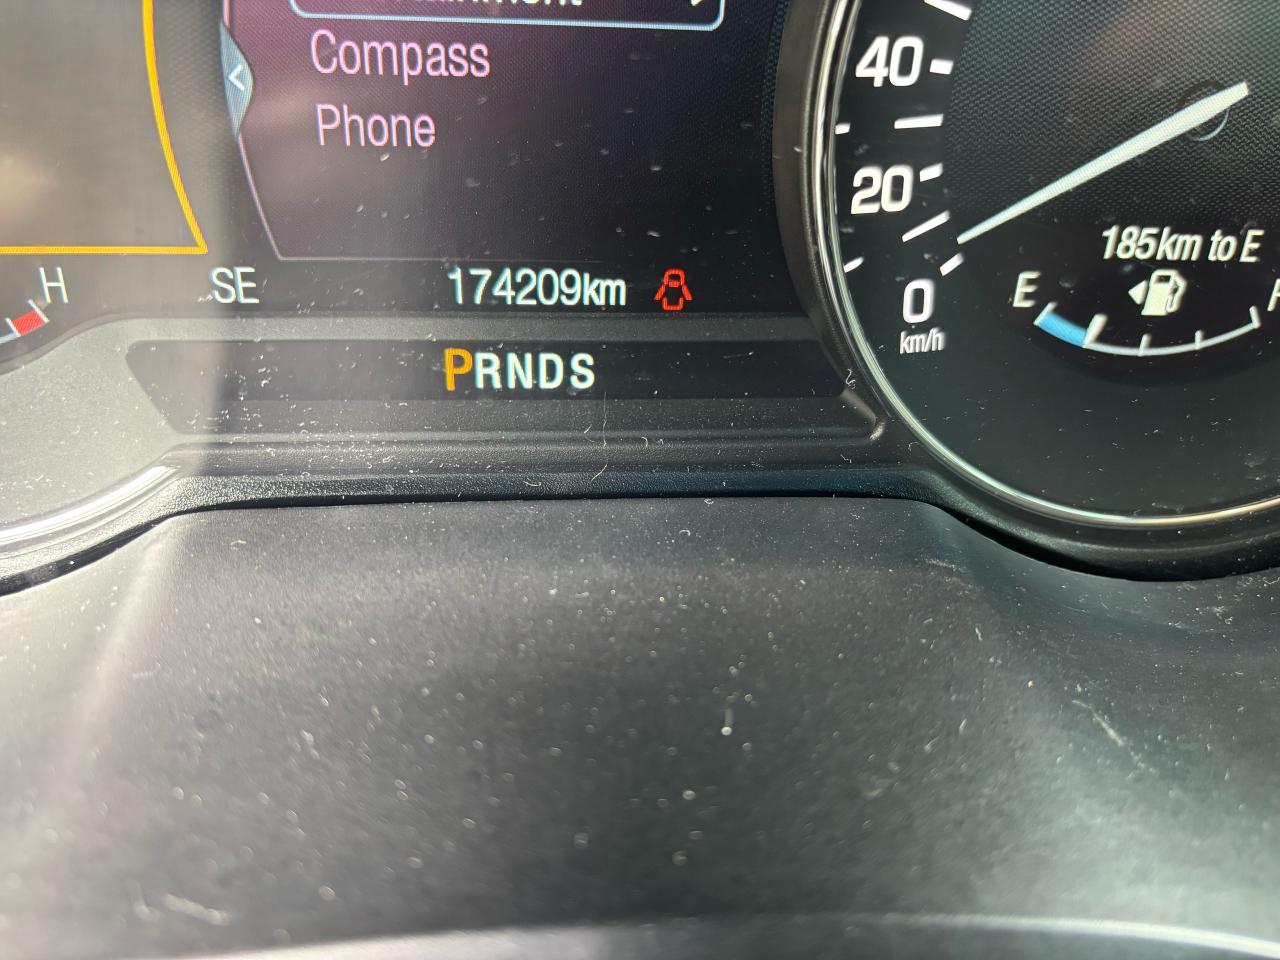 Compass
Phone
40
20
0
km/h
185km to E
E
H
SE
174209km
PRNDS